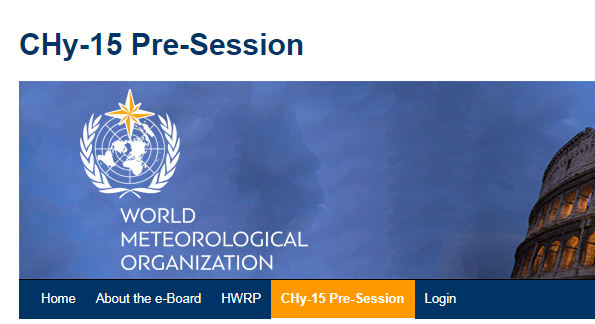 CHy-15 Pre-Session
WORLD
METEOROLOGICAL
ORGANIZATION
Home About the e-Board HWRP CHy-15 Pre-Session Login